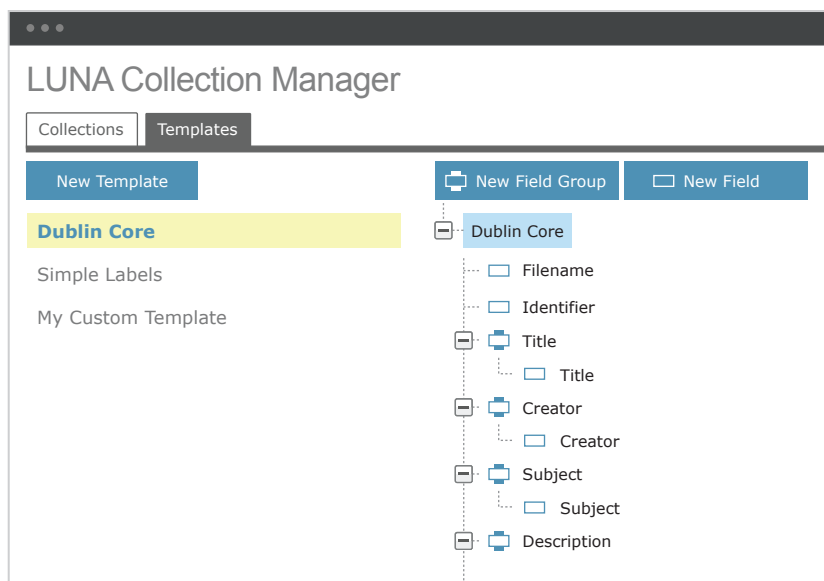 LUNA Collection Manager
Collections Templates
New Template
New Field Group New Field
Dublin Core
Simple Labels
My Custom Template
Dublin Core
Filename
Identifier
Title
Title
Creator
Creator
Subject
Subject
Description